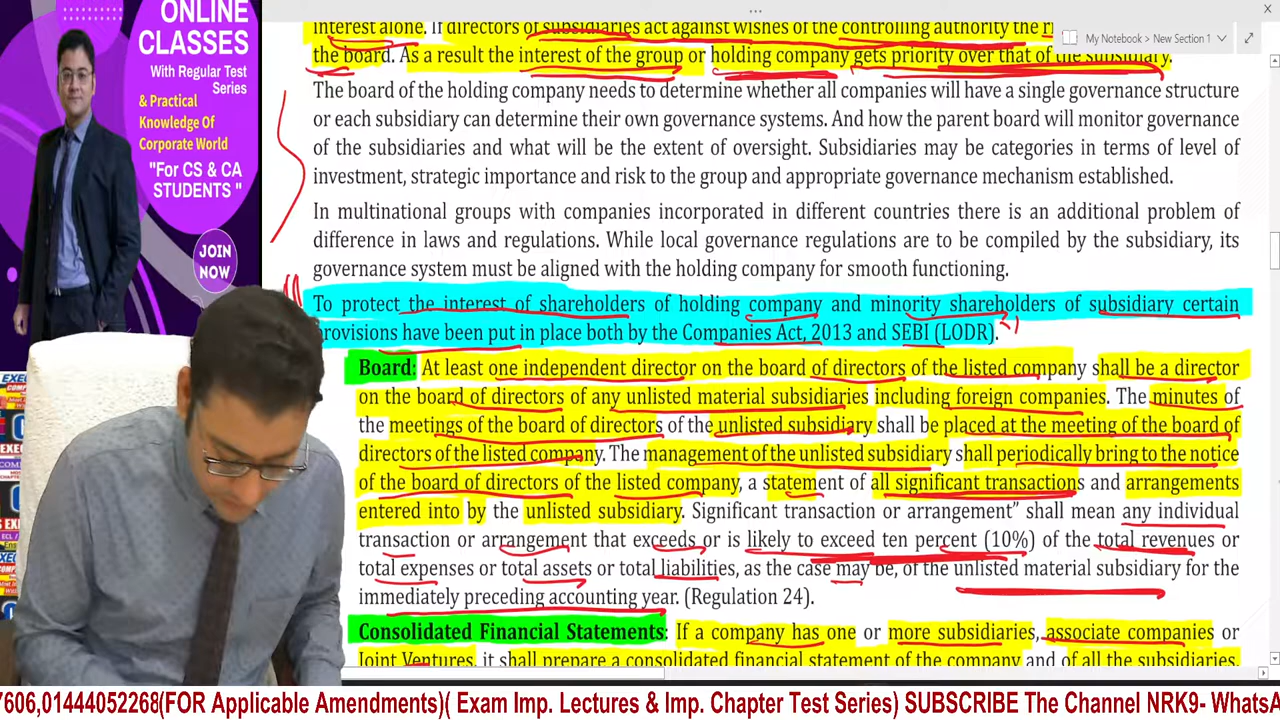 ONLINE
CLASSES
With Regular Test
Series
& Practical
Knowledge Of
Corporate World
"For CS & CA
STUDENTS "
JOIN
NOW
My Notebook > New Section 1
interest alone. If directors of subsidiaries act against wishes of the controlling authority the
the board. As a result the interest of the group or holding company gets priority over that of the subsidiary.
The board of the holding company needs to determine whether all companies will have a single governance structure
or each subsidiary can determine their own governance systems. And how the parent board will monitor governance
of the subsidiaries and what will be the extent of oversight. Subsidiaries may be categories in terms of level of
investment, strategic importance and risk to the group and appropriate governance mechanism established.
In multinational groups with companies incorporated in different countries there is an additional problem of
difference in laws and regulations. While local governance regulations are to be compiled by the subsidiary, its
governance system must be aligned with the holding company for smooth functioning.
To protect the interest of shareholders of holding company and minority shareholders of subsidiary certain
provisions have been put in place both by the Companies Act, 2013 and SEBI (LODR).
Board: At least one independent director on the board of directors of the listed company shall be a director
on the board of directors of any unlisted material subsidiaries including foreign companies. The minutes of
the meetings of the board of directors of the unlisted subsidiary shall be placed at the meeting of the board of
directors of the listed company. The management of the unlisted subsidiary shall periodically bring to the notice
of the board of directors of the listed company, a statement of all significant transactions and arrangements
entered into by the unlisted subsidiary. Significant transaction or arrangement” shall mean any individual
transaction or arrangement that exceeds or is likely to exceed ten percent (10%) of the total revenues or
total expenses or total assets or total liabilities, as the case may be, of the unlisted material subsidiary for the
immediately preceding accounting year. (Regulation 24).
Consolidated Financial Statements: If a company has one or more subsidiaries, associate companies or
Joint Ventures, it shall prepare a consolidated financial statement of the company and of all the subsidiaries,
7606,01444052268(FOR Applicable Amendments)( Exam Imp. Lectures & Imp. Chapter Test Series) SUBSCRIBE The Channel NRK9- WhatsA